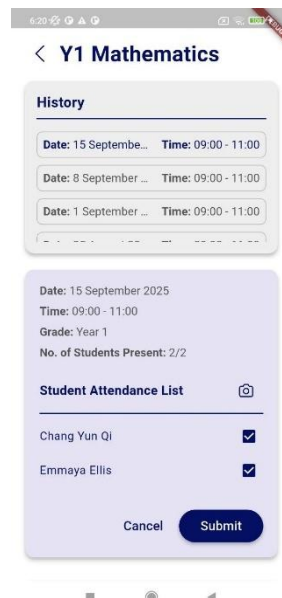 6:20
Y1 Mathematics
History
Date: 15 Septembe... Time: 09:00 - 11:00
Date: 8 September ... Time: 09:00 - 11:00
Date: 1 September ... Time: 09:00 - 11:00
Date: 15 September 2025
Time: 09:00 - 11:00
Grade: Year 1
No. of Students Present: 2/2
Student Attendance List
Chang Yun Qi
Emmaya Ellis
Cancel Submit